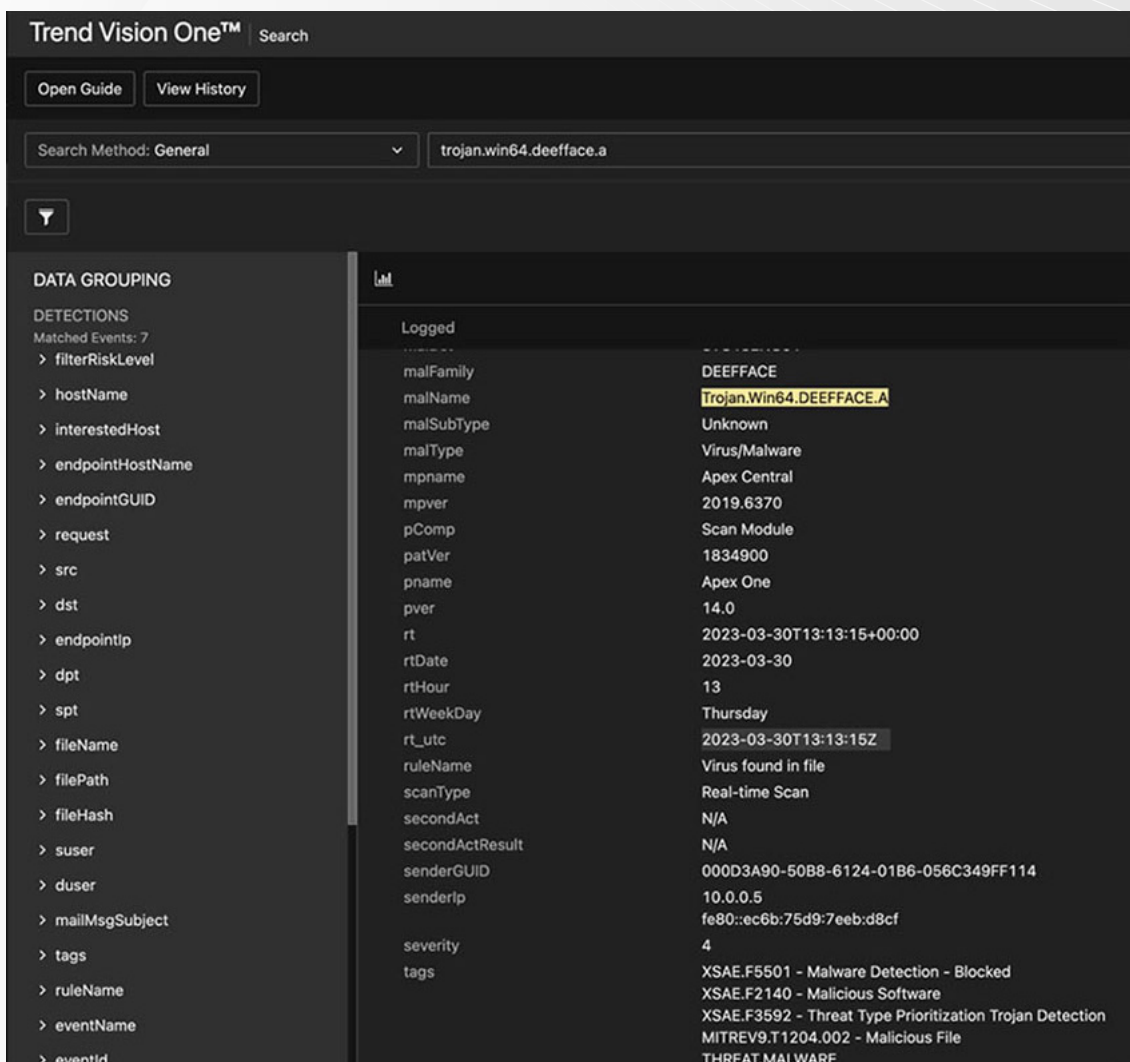 Trend Vision One™ | Search
Open Guide View History
Search Method: General trojan.win64.deefface.a
DATA GROUPING
DETECTIONS
Matched Events: 7
> filterRiskLevel
> hostName
> interestedHost
> endpointHostName
> endpointGUID
> request
> src
> dst
> endpointIp
> dpt
> spt
> fileName
> filePath
> fileHash
> suser
> duser
> mailMsgSubject
> tags
> ruleName
> eventName
> eventId
Logged
malFamily DEEFFACE
malName Trojan.Win64.DEEFFACE.A
malSubType Unknown
malType Virus/Malware
mpname Apex Central
mpver 2019.6370
pComp Scan Module
patVer 1834900
pname Apex One
pver 14.0
rt 2023-03-30T13:13:15+00:00
rtDate 2023-03-30
rtHour 13
rtWeekDay Thursday
rt_utc 2023-03-30T13:13:15Z
ruleName Virus found in file
scanType Real-time Scan
secondAct N/A
secondActResult N/A
senderGUID 000D3A90-50B8-6124-01B6-056C349FF114
senderIp 10.0.0.5
fe80::ec6b:75d9:7eeb:d8cf
severity 4
tags XSAE.F5501 - Malware Detection - Blocked
XSAE.F2140 - Malicious Software
XSAE.F3592 - Threat Type Prioritization Trojan Detection
MITREV9.T1204.002 - Malicious File
THREAT MALWARE